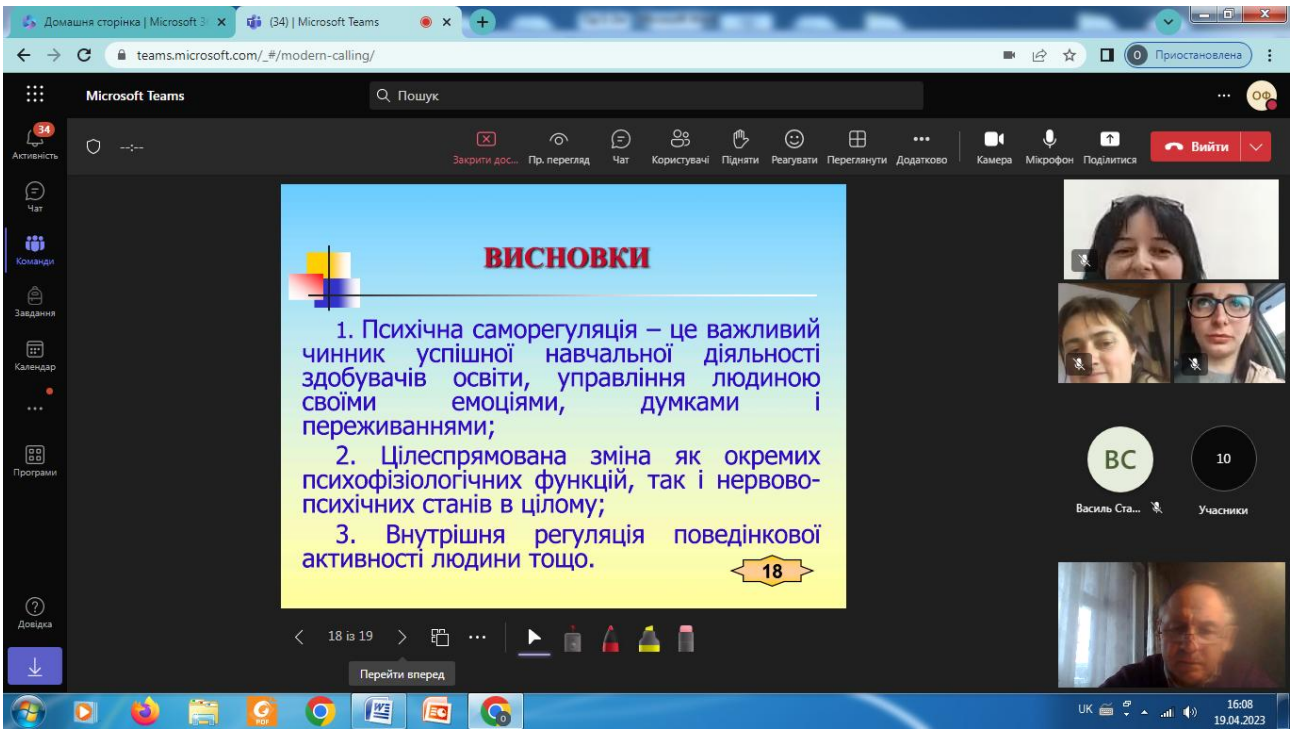 Домашня сторінка | Microsoft 3
(34) | Microsoft Teams
teams.microsoft.com/_#/modern-calling/
Приостановлена
Microsoft Teams
Пошук
ОФ
34
Активність
Чат
Команди
Завдання
Календар
Програми
Довідка
--:--
Закрити дос...
Пр. перегляд
Чат
Користувачі
Підняти
Реагувати
Переглянути
Додатково
Камера
Мікрофон
Поділитися
Вийти
ВИСНОВКИ
1. Психічна саморегуляція – це важливий
чинник успішної навчальної діяльності
здобувачів освіти, управління людиною
своїми емоціями, думками і
переживаннями;
2. Цілеспрямована зміна як окремих
психофізіологічних функцій, так і нервово-
психічних станів в цілому;
3. Внутрішня регуляція поведінкової
активності людини тощо.
18
18 із 19
Перейти вперед
ВС
Василь Ста...
10
Учасники
UK
16:08
19.04.2023